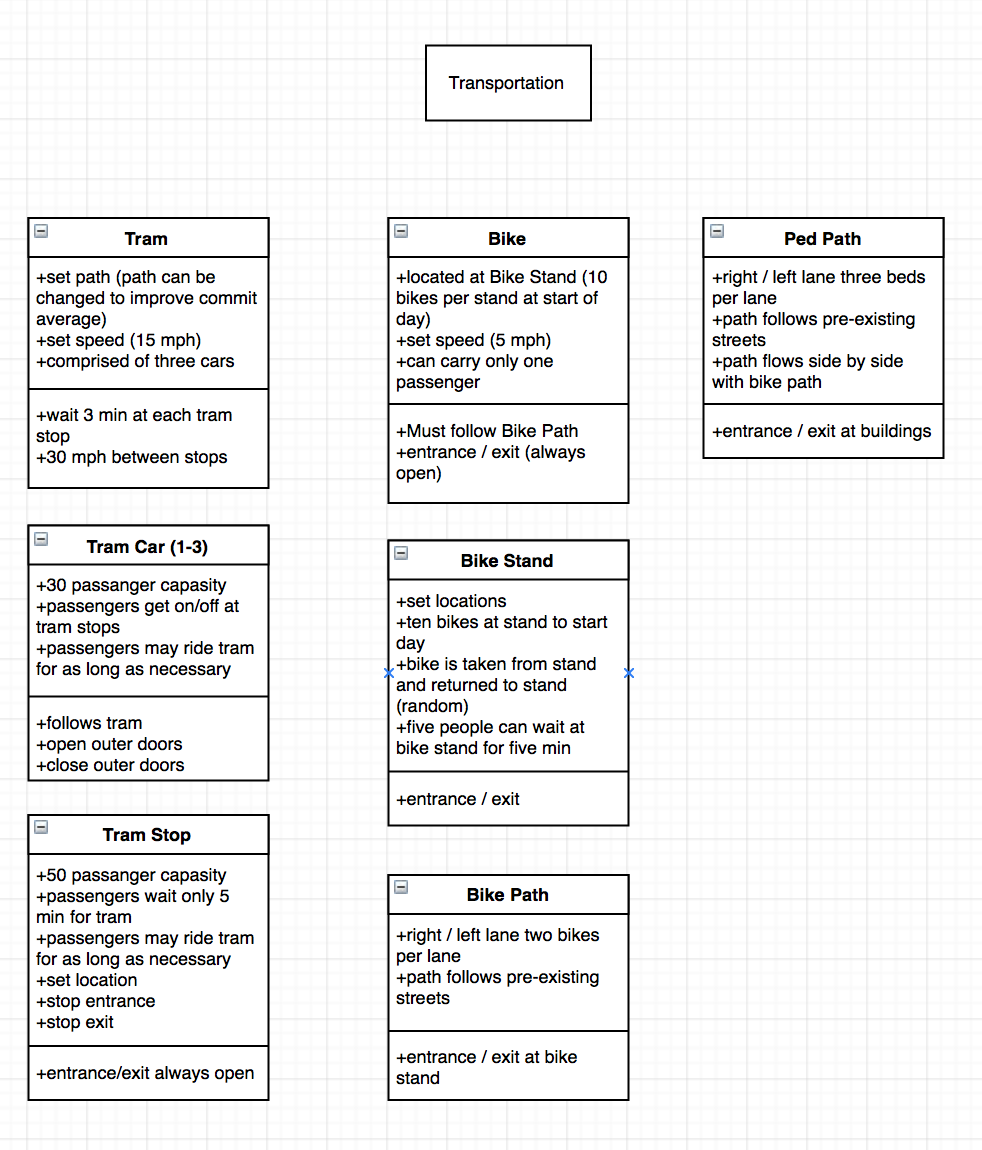 Transportation
Tram
+set path (path can be
changed to improve commit
average)
+set speed (15 mph)
+comprised of three cars
+wait 3 min at each tram
stop
+30 mph between stops
Tram Car (1-3)
+30 passanger capasity
+passengers get on/off at
tram stops
+passengers may ride tram
for as long as necessary
+follows tram
+open outer doors
+close outer doors
Tram Stop
+50 passanger capasity
+passengers wait only 5
min for tram
+passengers may ride tram
for as long as necessary
+set location
+stop entrance
+stop exit
+entrance/exit always open
Bike
+located at Bike Stand (10
bikes per stand at start of
day)
+set speed (5 mph)
+can carry only one
passenger
+Must follow Bike Path
+entrance / exit (always
open)
Bike Stand
+set locations
+ten bikes at stand to start
day
+bike is taken from stand
and returned to stand
(random)
+five people can wait at
bike stand for five min
+entrance / exit
Bike Path
+right / left lane two bikes
per lane
+path follows pre-existing
streets
+entrance / exit at bike
stand
Ped Path
+right / left lane three beds
per lane
+path follows pre-existing
streets
+path flows side by side
with bike path
+entrance / exit at buildings